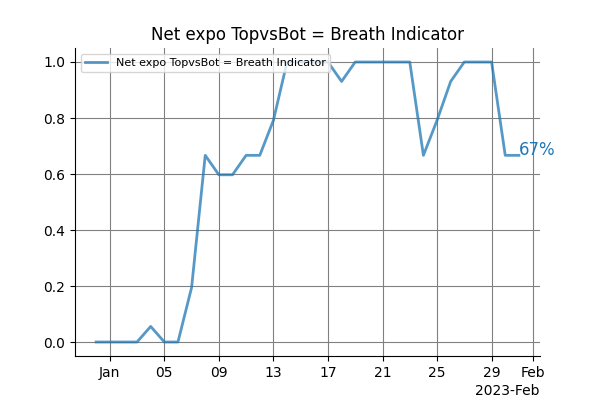 Net expo TopvsBot = Breath Indicator
Net expo TopvsBot = Breath Indicator
1.0
0.8
0.6
0.4
0.2
0.0
67%
Jan 05 09 13 17 21 25 29 Feb
2023-Feb